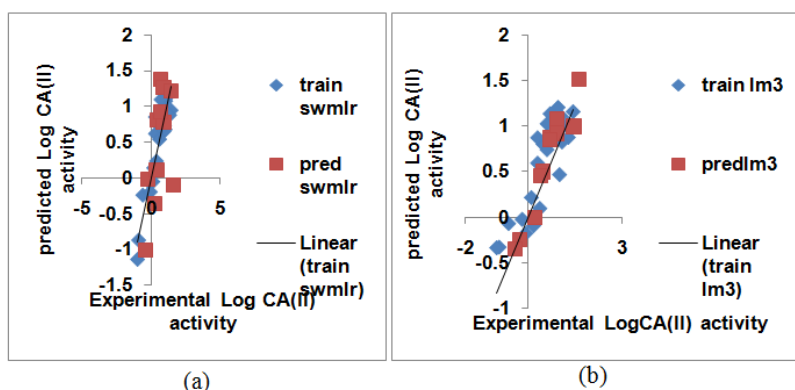 2
1.5
1
0.5
0
-0.5
-1
-1.5
-5
0
5
predicted Log CA(II)
activity
Experimental Log CA(II)
activity
train
swmlr
pred
swmlr
Linear
(train
swmlr)
(a)
2
1.5
1
0.5
0
-0.5
-1
-2
3
predicted Log CA(II)
activity
Experimental LogCA(II) activity
train lm3
predlm3
Linear
(train
lm3)
(b)